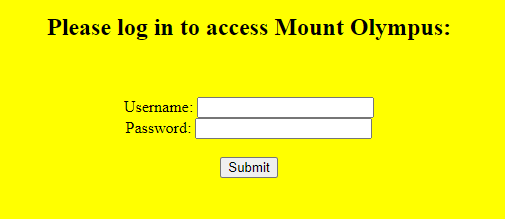 Please log in to access Mount Olympus:
Username:
Password:
Submit